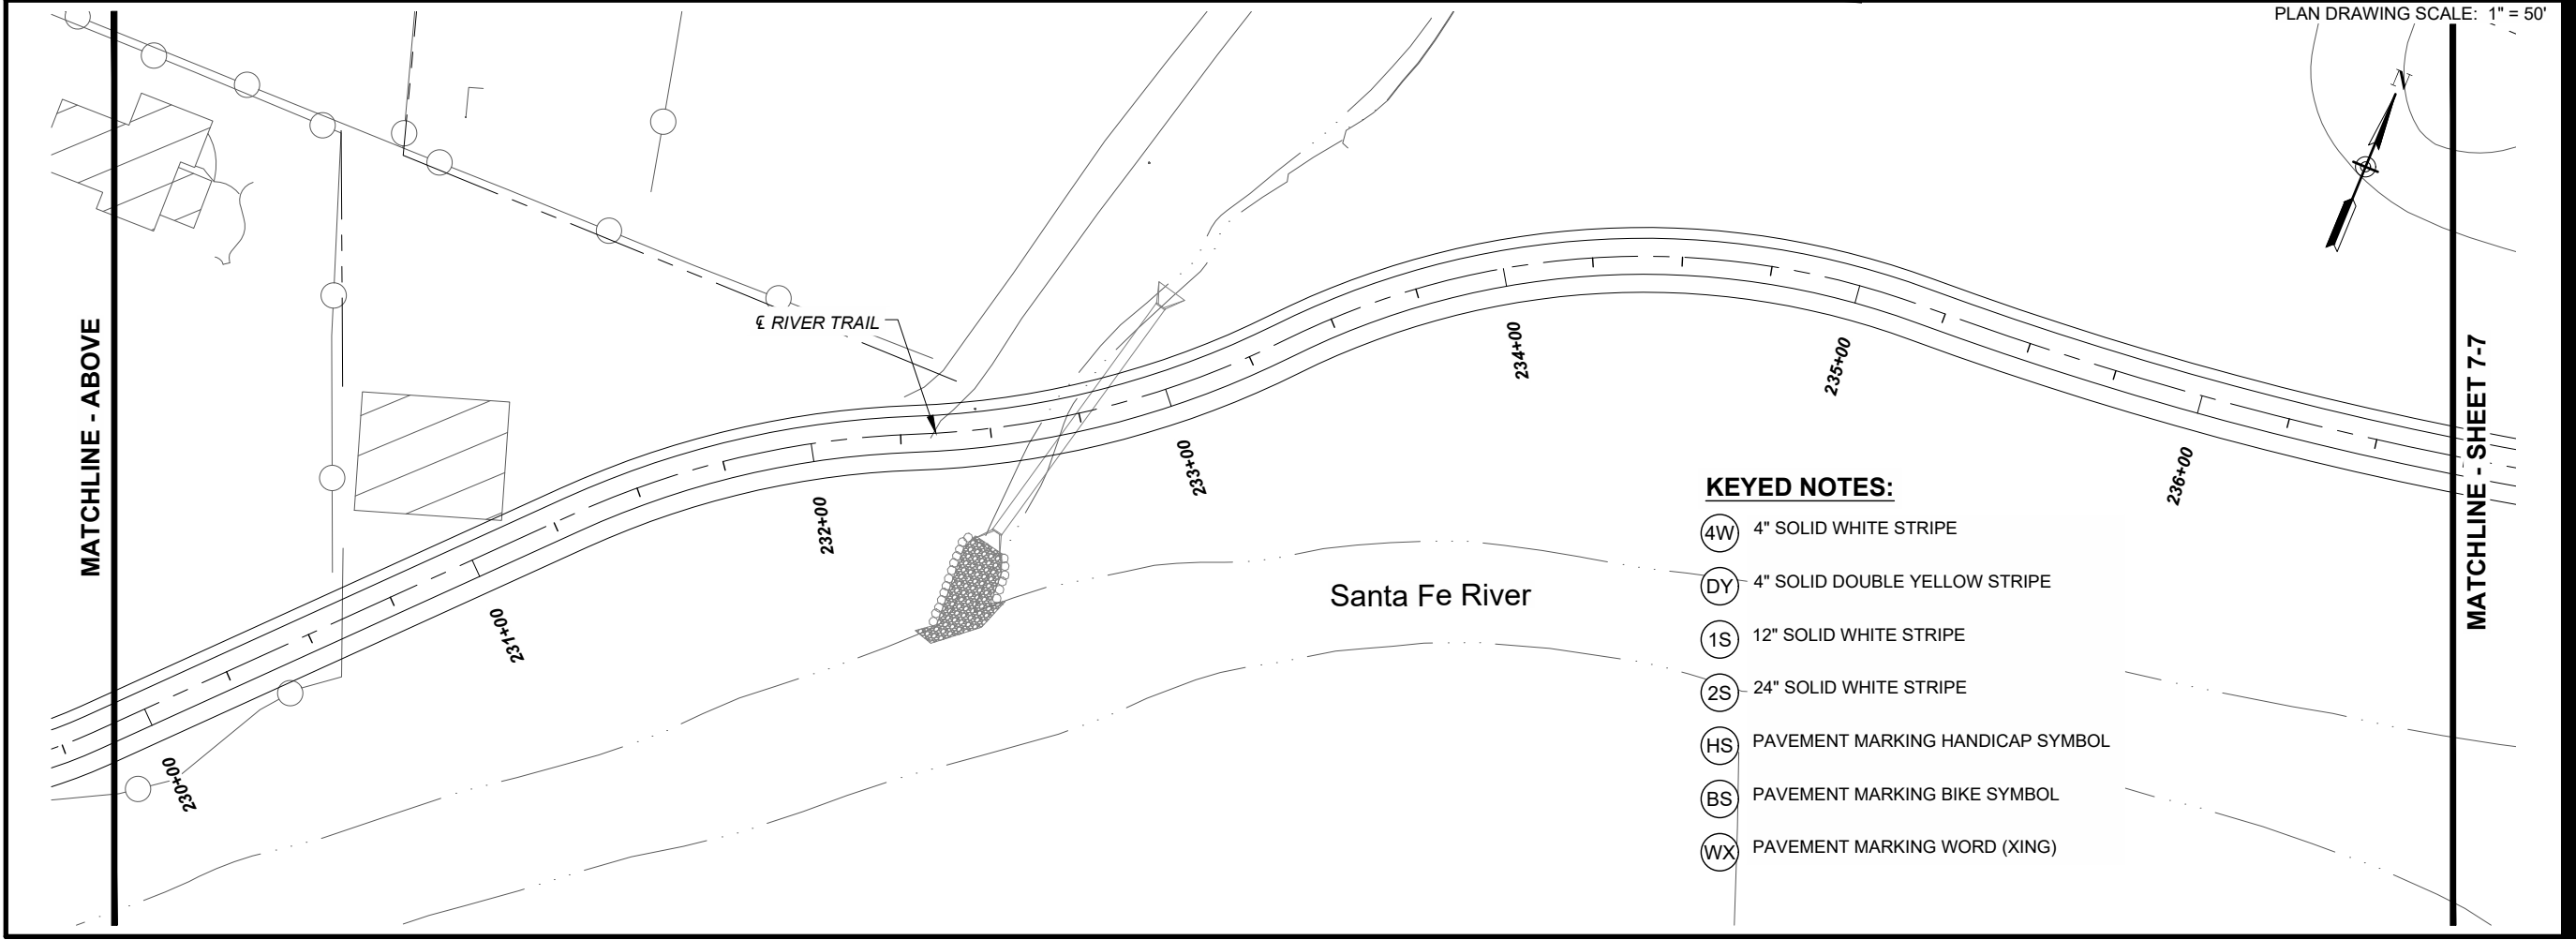 PLAN DRAWING SCALE: 1" = 50'
N
MATCHLINE - ABOVE
℄ RIVER TRAIL
230+00
231+00
232+00
233+00
234+00
235+00
236+00
MATCHLINE - SHEET 7-7
Santa Fe River
KEYED NOTES:
4W 4" SOLID WHITE STRIPE
DY 4" SOLID DOUBLE YELLOW STRIPE
1S 12" SOLID WHITE STRIPE
2S 24" SOLID WHITE STRIPE
HS PAVEMENT MARKING HANDICAP SYMBOL
BS PAVEMENT MARKING BIKE SYMBOL
WX PAVEMENT MARKING WORD (XING)